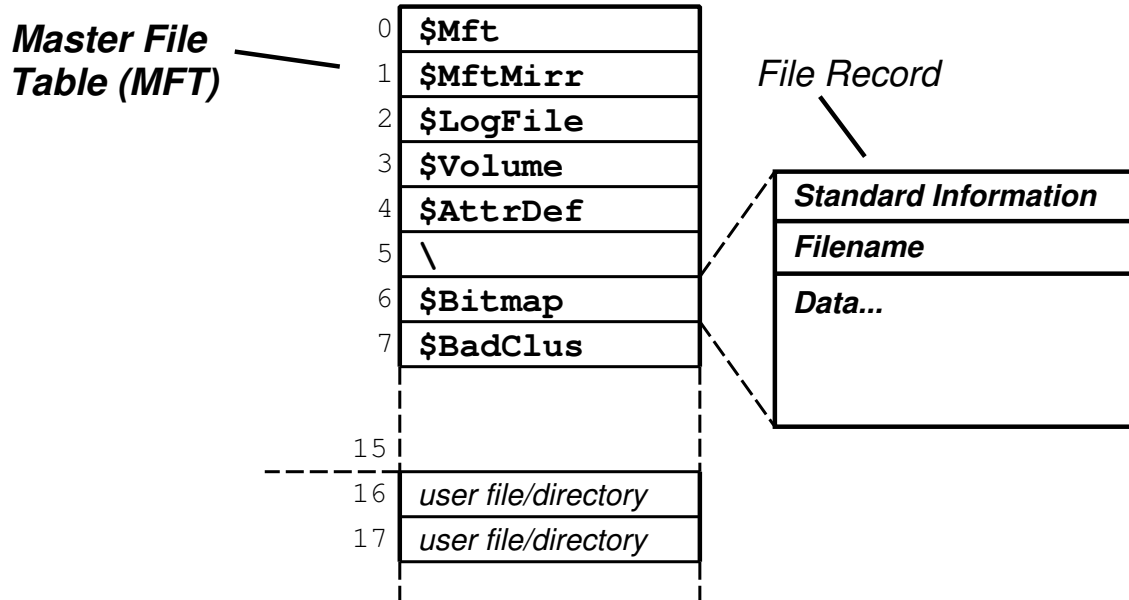 Master File
Table (MFT)
File Record
0 $Mft
1 $MftMirr
2 $LogFile
3 $Volume
4 $AttrDef
5 \
6 $Bitmap
7 $BadClus
15
16 user file/directory
17 user file/directory
Standard Information
Filename
Data...